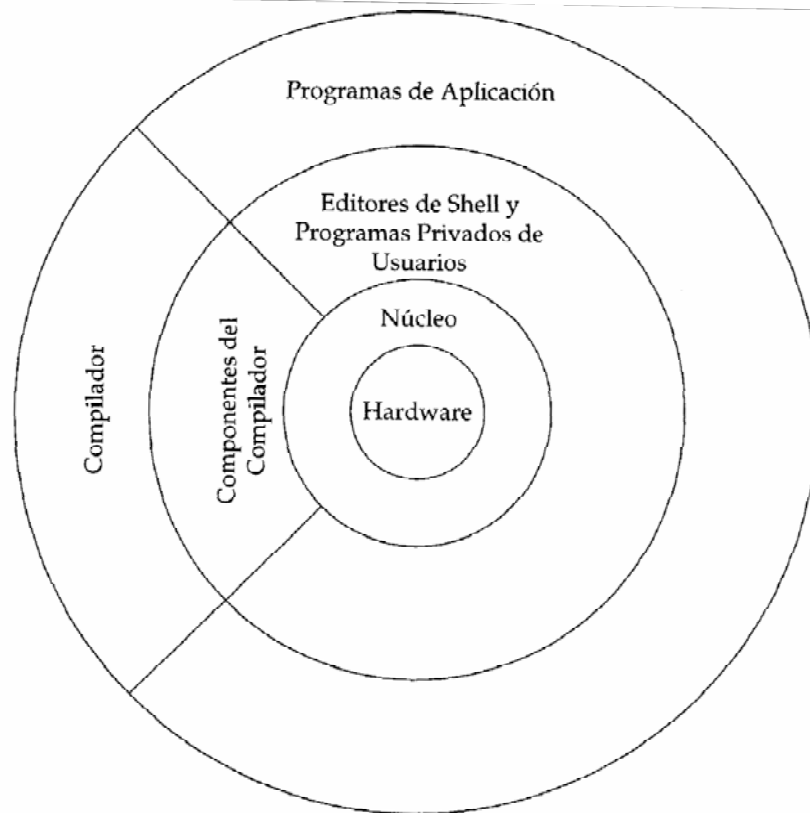 Programas de Aplicación
Editores de Shell y
Programas Privados de
Usuarios
Núcleo
Hardware
Componentes del
Compilador
Compilador